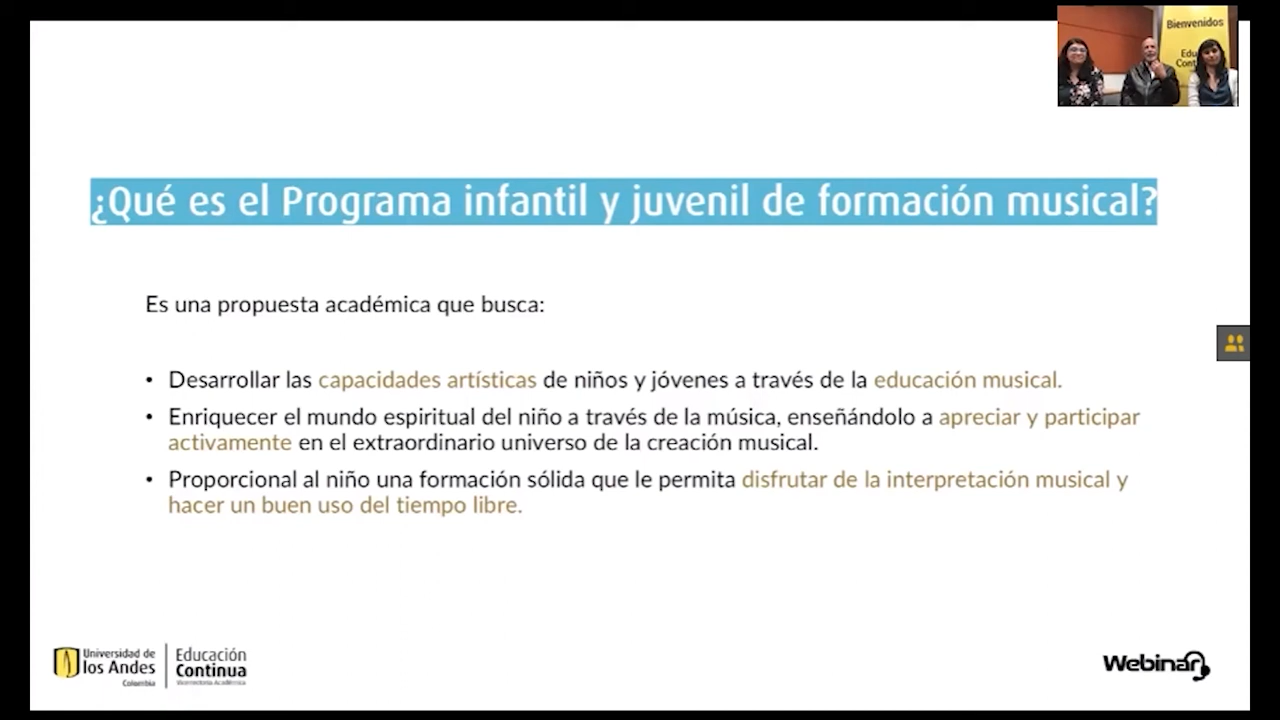 Bienvenidos
¿Qué es el Programa infantil y juvenil de formación musical?
Es una propuesta académica que busca:
• Desarrollar las capacidades artísticas de niños y jóvenes a través de la educación musical.
• Enriquecer el mundo espiritual del niño a través de la música, enseñándolo a apreciar y participar
activamente en el extraordinario universo de la creación musical.
• Proporcional al niño una formación sólida que le permita disfrutar de la interpretación musical y
hacer un buen uso del tiempo libre.
Universidad de
los Andes
Colombia
Educación
Continua
Vicerrectoría Académica
Webinar